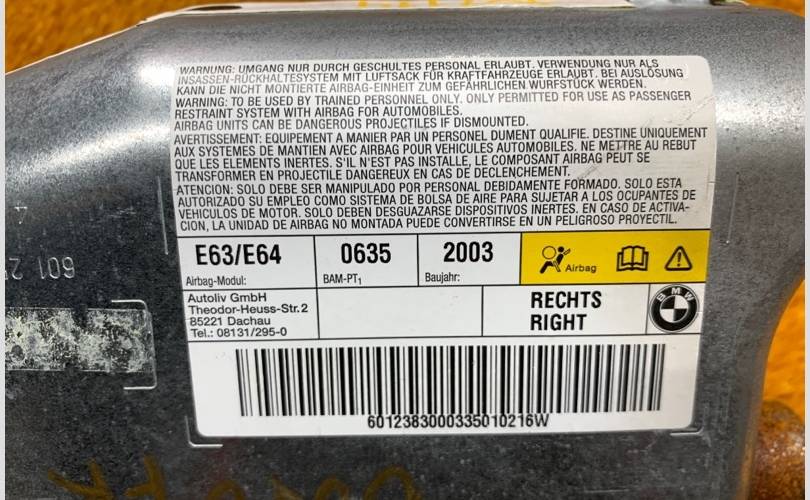 WARNUNG: UMGANG NUR DURCH GESCHULTES PERSONAL ERLAUBT. VERWENDUNG NUR ALS
INSASSEN-RÜCKHALTESYSTEM MIT LUFTSACK FÜR KRAFTFAHRZEUGE ERLAUBT. BEI AUSLÖSUNG
KANN DIE NICHT MONTIERTE AIRBAG-EINHEIT ZUM GEFÄHRLICHEN WURFSTÜCK WERDEN.
WARNING: TO BE USED BY TRAINED PERSONNEL ONLY. ONLY PERMITTED FOR USE AS PASSENGER
RESTRAINT SYSTEM WITH AIRBAG FOR AUTOMOBILES.
AIRBAG UNITS CAN BE DANGEROUS PROJECTILES IF DISMOUNTED.
AVERTISSEMENT: EQUIPEMENT A MANIER PAR UN PERSONEL DUMENT QUALIFIE. DESTINE UNIQUEMENT
AUX SYSTEMES DE MANTIEN AVEC AIRBAG POUR VEHICULES AUTOMOBILES. NE METTRE AU REBUT
QUE LES ELEMENTS INERTES. S'IL N'EST PAS INSTALLE, LE COMPOSANT AIRBAG PEUT SE
TRANSFORMER EN PROJECTILE DANGEREUX EN CAS DE DECLENCHEMENT.
ATENCION: SOLO DEBE SER MANIPULADO POR PERSONAL DEBIDAMENTE FORMADO. SOLO ESTA
AUTORIZADO SU EMPLEO COMO SISTEMA DE BOLSA DE AIRE PARA SUJETAR A LOS OCUPANTES DE
VEHICULOS DE MOTOR. SOLO DEBEN DESGUAZARSE DISPOSITIVOS INERTES. EN CASO DE ACTIVA-
CION, LA UNIDAD DE AIRBAG NO MONTADA PUEDE CONVERTIRSE EN UN PELIGROSO PROYECTIL.
E63/E64 0635 2003
Airbag
Airbag-Modul: BAM-PT1 Baujahr:
Autoliv GmbH
Theodor-Heuss-Str.2
85221 Dachau
Tel.: 08131/295-0
RECHTS
RIGHT
BMW
6012383000335010216W